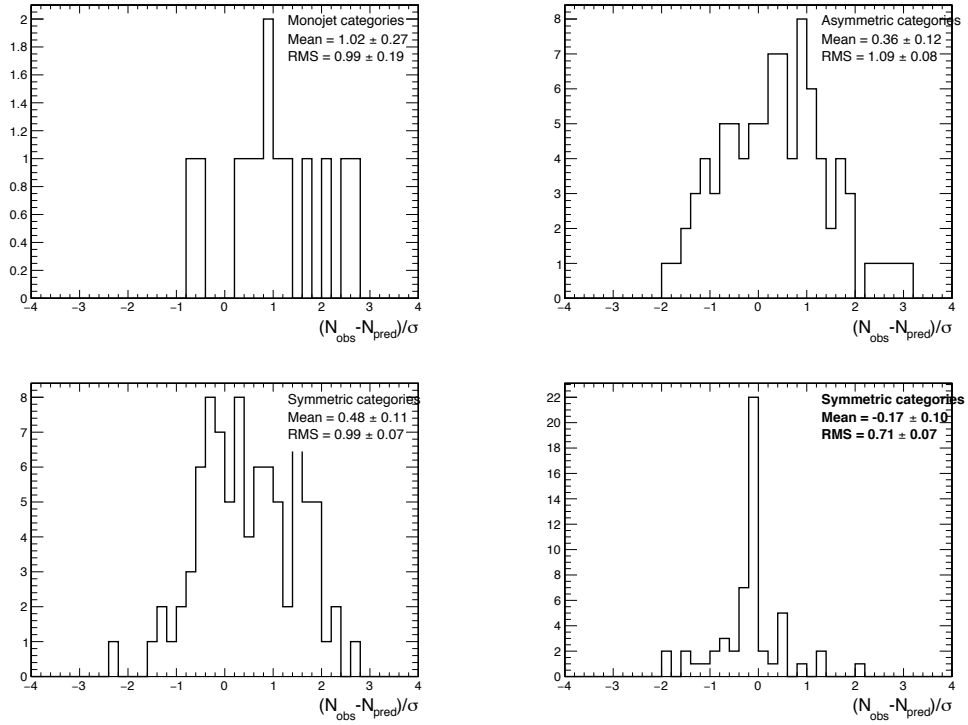 Monojet categories
Mean = 1.02 ± 0.27
RMS = 0.99 ± 0.19
2
1.8
1.6
1.4
1.2
1
0.8
0.6
0.4
0.2
0
−4 −3 −2 −1 0 1 2 3 4
(N_obs-N_pred)/σ
Asymmetric categories
Mean = 0.36 ± 0.12
RMS = 1.09 ± 0.08
8
7
6
5
4
3
2
1
0
−4 −3 −2 −1 0 1 2 3 4
(N_obs-N_pred)/σ
Symmetric categories
Mean = 0.48 ± 0.11
RMS = 0.99 ± 0.07
8
7
6
5
4
3
2
1
0
−4 −3 −2 −1 0 1 2 3 4
(N_obs-N_pred)/σ
Symmetric categories
Mean = -0.17 ± 0.10
RMS = 0.71 ± 0.07
22
20
18
16
14
12
10
8
6
4
2
0
−4 −3 −2 −1 0 1 2 3 4
(N_obs-N_pred)/σ